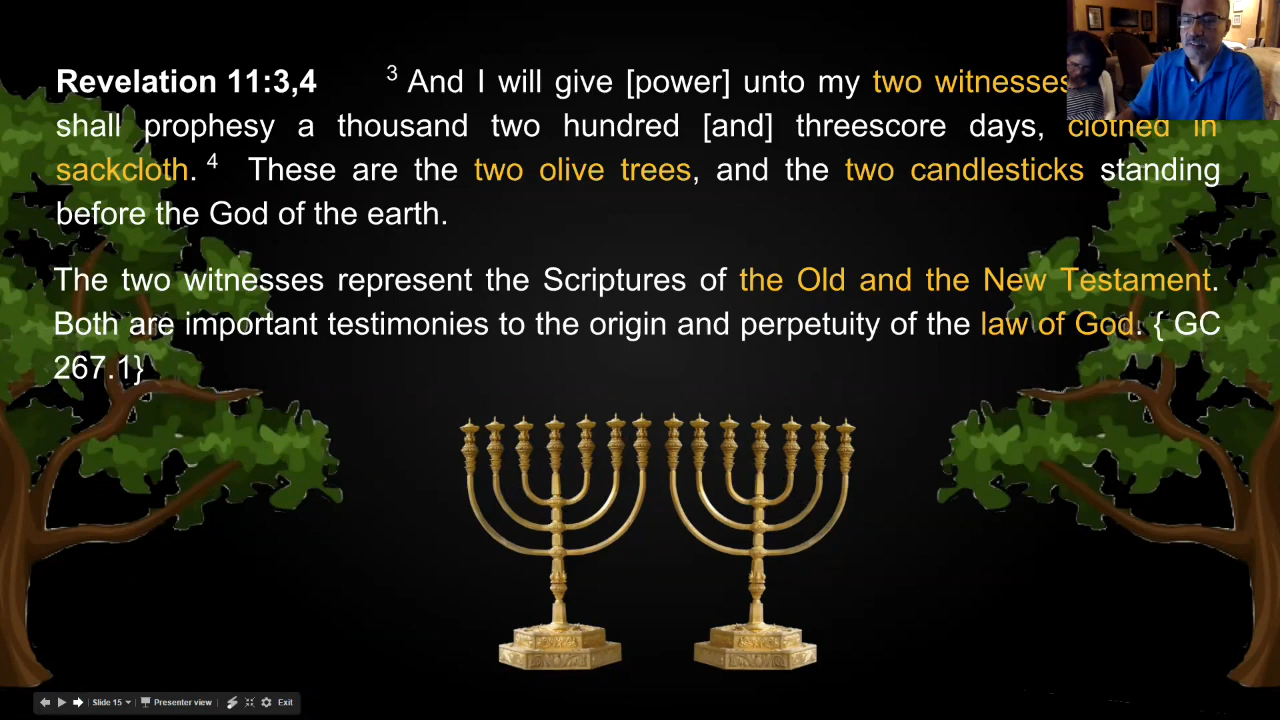 Revelation 11:3,4 3 And I will give [power] unto my two witnesses
shall prophesy a thousand two hundred [and] threescore days, clothed in
sackcloth. 4 These are the two olive trees, and the two candlesticks standing
before the God of the earth.
The two witnesses represent the Scriptures of the Old and the New Testament.
Both are important testimonies to the origin and perpetuity of the law of God. { GC
267.1}
Slide 15 Presenter view Exit